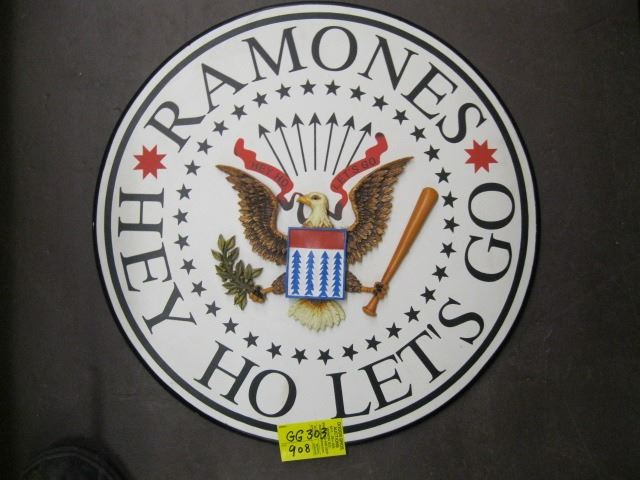 RAMONES
HEY HO LET'S GO
HEY HO LET'S GO
GG 303
908